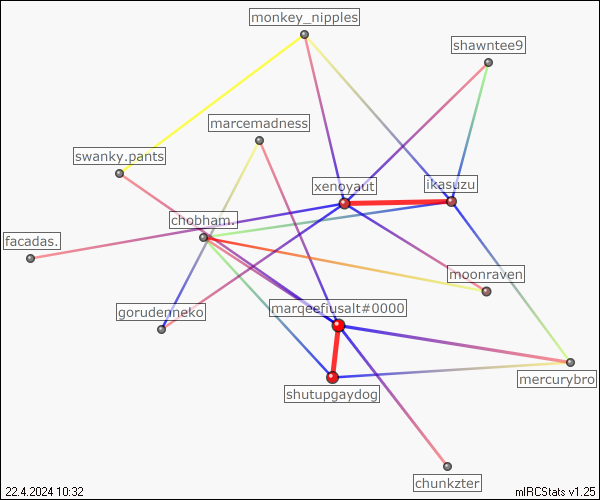 monkey_nipples
shawntee9
marcemadness
swanky.pants
xenoyaut
ikasuzu
chobham.
facadas.
moonraven
gorudenneko
marqeefiusalt#0000
mercurybro
shutupgaydog
chunkzter
22.4.2024 10:32
mIRCStats v1.25